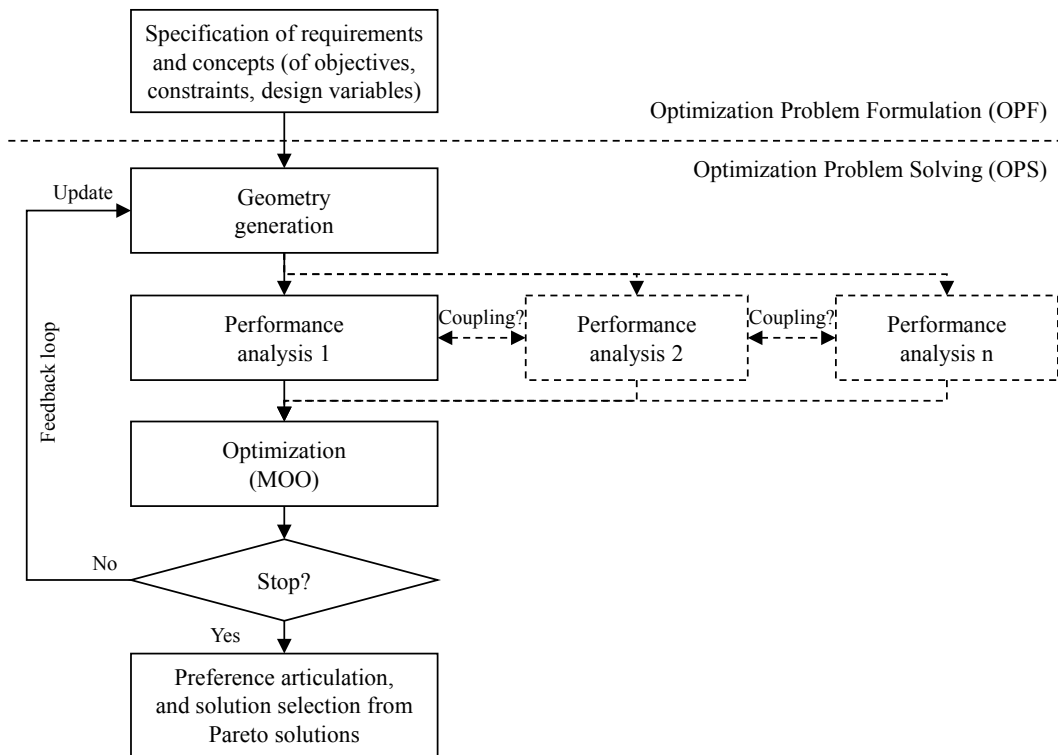 Specification of requirements
and concepts (of objectives,
constraints, design variables)
Optimization Problem Formulation (OPF)
Optimization Problem Solving (OPS)
Update
Geometry
generation
Feedback loop
Performance
analysis 1
Coupling?
Performance
analysis 2
Coupling?
Performance
analysis n
Optimization
(MOO)
No
Stop?
Yes
Preference articulation,
and solution selection from
Pareto solutions